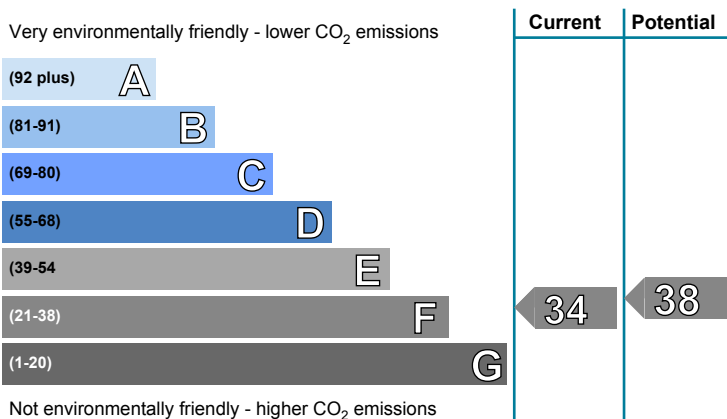 Current Potential
Very environmentally friendly - lower CO2 emissions
(92 plus) A
(81-91) B
(69-80) C
(55-68) D
(39-54 E
(21-38) F 34 38
(1-20) G
Not environmentally friendly - higher CO2 emissions